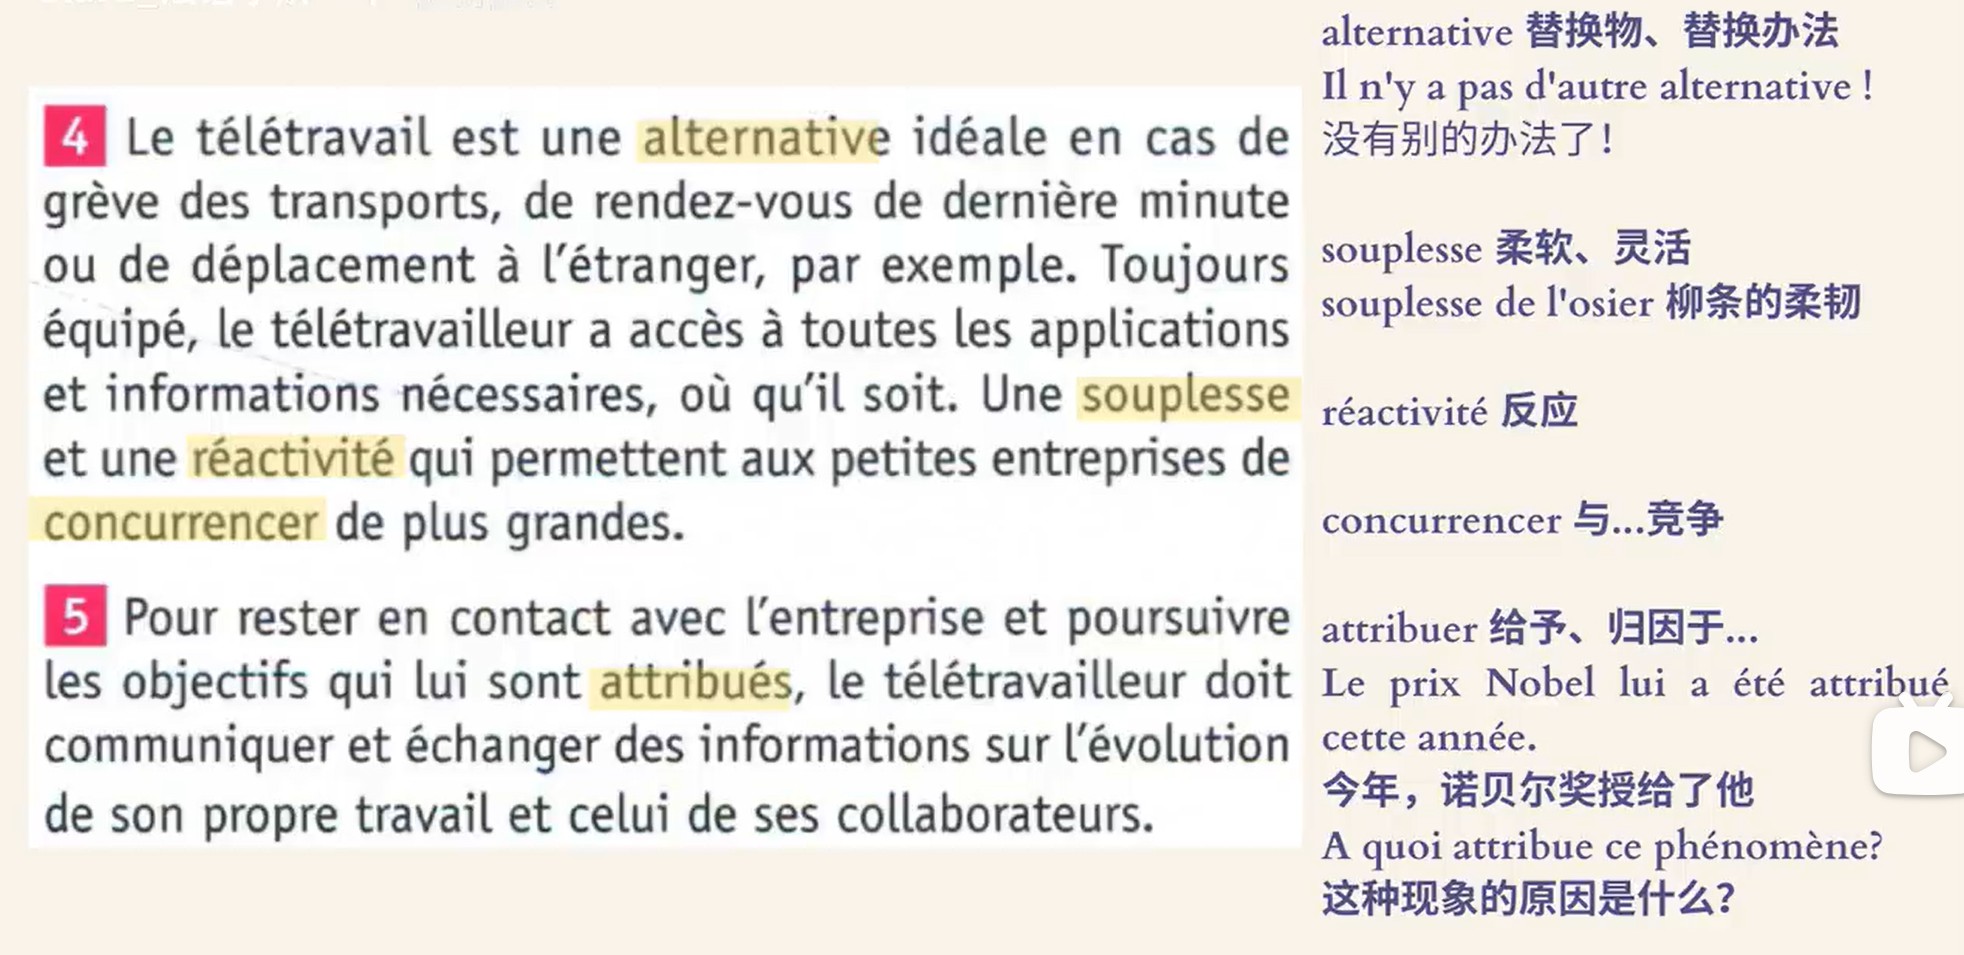 4 Le télétravail est une alternative idéale en cas de
grève des transports, de rendez-vous de dernière minute
ou de déplacement à l'étranger, par exemple. Toujours
équipé, le télétravailleur a accès à toutes les applications
et informations nécessaires, où qu'il soit. Une souplesse
et une réactivité qui permettent aux petites entreprises de
concurrencer de plus grandes.
5 Pour rester en contact avec l'entreprise et poursuivre
les objectifs qui lui sont attribués, le télétravailleur doit
communiquer et échanger des informations sur l'évolution
de son propre travail et celui de ses collaborateurs.
alternative 替换物、替换办法
Il n'y a pas d'autre alternative !
没有别的办法了！
souplesse 柔软、灵活
souplesse de l'osier 柳条的柔韧
réactivité 反应
concurrencer 与...竞争
attribuer 给予、归因于...
Le prix Nobel lui a été attribué
cette année.
今年，诺贝尔奖授给了他
A quoi attribue ce phénomène?
这种现象的原因是什么？